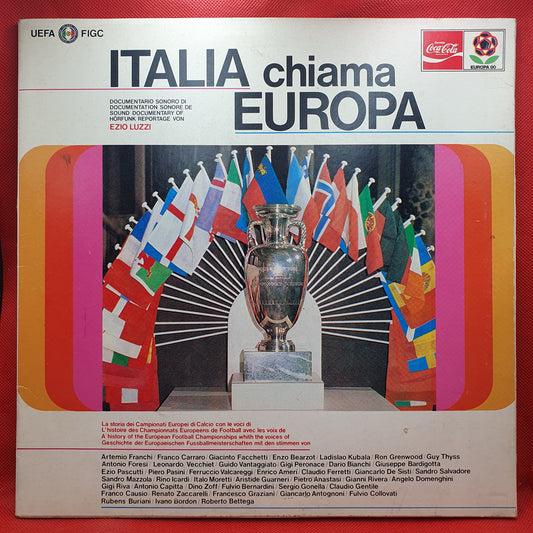 UEFA FIGC
ITALIA chiama
EUROPA
Coca-Cola
EUROPA 80
DOCUMENTARIO SONORO DI
DOCUMENTATION SONORE DE
SOUND DOCUMENTARY OF
HÖRFUNK REPORTAGE VON
EZIO LUZZI
La storia dei Campionati Europei di Calcio con le voci di
L'histoire des Championnats Europeens de Football avec les voix de
A history of the European Football Championships whith the voices of
Geschichte der Europaeischen Fussballmeisterschaften mit den stimmen von
Artemio Franchi / Franco Carraro / Giacinto Facchetti / Enzo Bearzot / Ladislao Kubala / Ron Grenwood / Guy Thyss
Antonio Foresi / Leonardo Vecchiet / Guido Vantaggiato / Gigi Peronace / Dario Bianchi / Giuseppe Bardigotta
Ezio Pascutti / Piero Pasini / Ferruccio Valcareggi / Enrico Ameri / Claudio Ferretti / Giancarlo De Sisti / Sandro Salvadore
Sandro Mazzola / Rino Icardi / Italo Moretti / Aristide Guarneri / Pietro Anastasi / Gianni Rivera / Angelo Domenghini
Gigi Riva / Antonio Capitta / Dino Zoff / Fulvio Bernardini / Sergio Gonella / Claudio Gentile
Franco Causio / Renato Zaccarelli / Francesco Graziani / Giancarlo Antognoni / Fulvio Collovati
Rubens Buriani / Ivano Bordon / Roberto Bettega